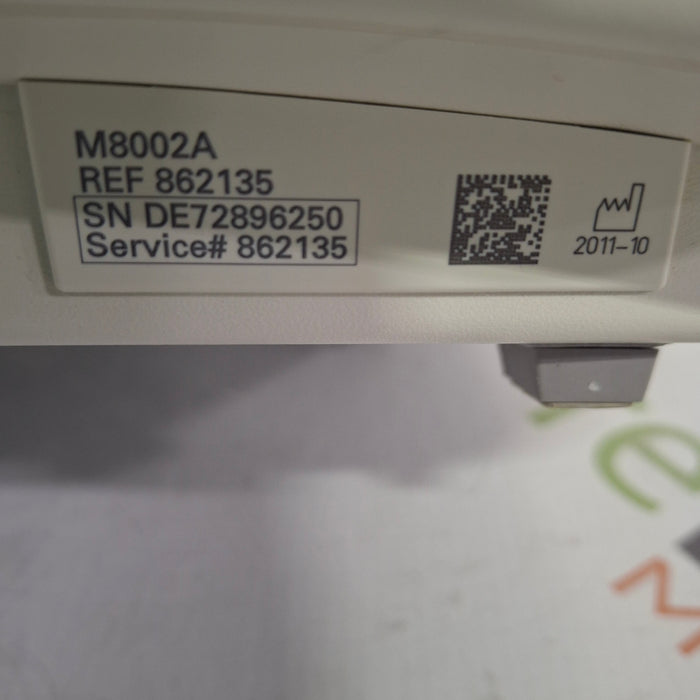 M8002A
REF 862135
SN DE72896250
Service# 862135
2011-10